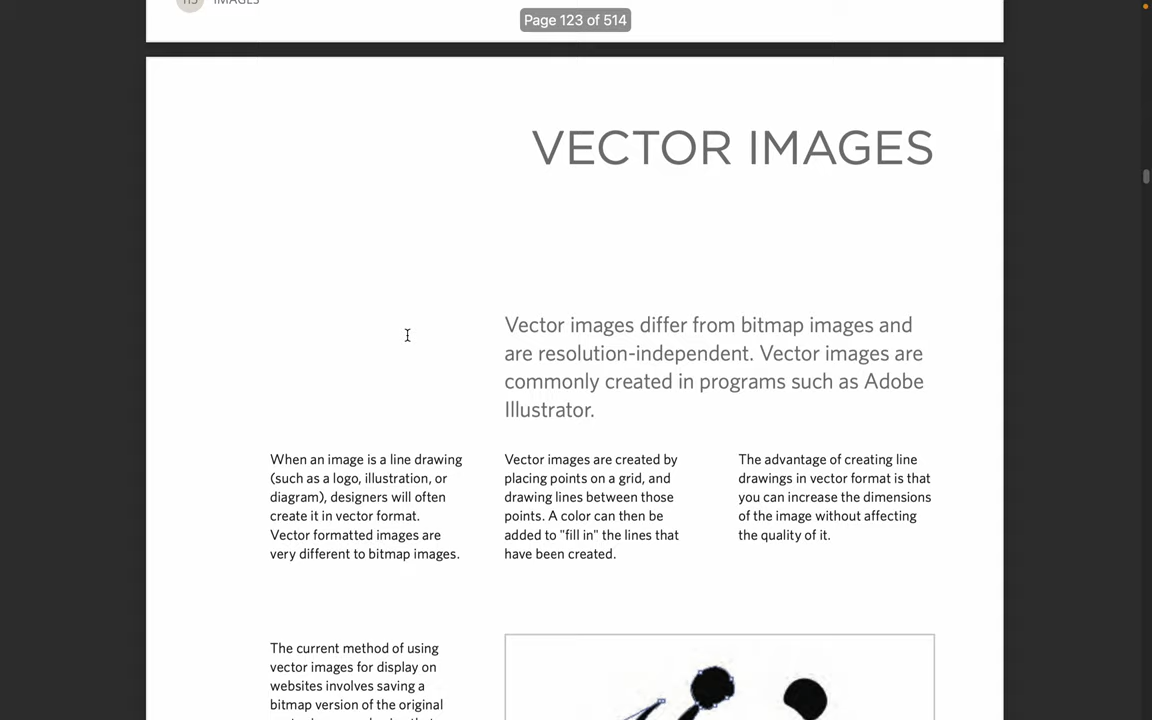 IMAGES
Page 123 of 514
VECTOR IMAGES
Vector images differ from bitmap images and
are resolution-independent. Vector images are
commonly created in programs such as Adobe
Illustrator.
When an image is a line drawing
(such as a logo, illustration, or
diagram), designers will often
create it in vector format.
Vector formatted images are
very different to bitmap images.
Vector images are created by
placing points on a grid, and
drawing lines between those
points. A color can then be
added to "fill in" the lines that
have been created.
The advantage of creating line
drawings in vector format is that
you can increase the dimensions
of the image without affecting
the quality of it.
The current method of using
vector images for display on
websites involves saving a
bitmap version of the original